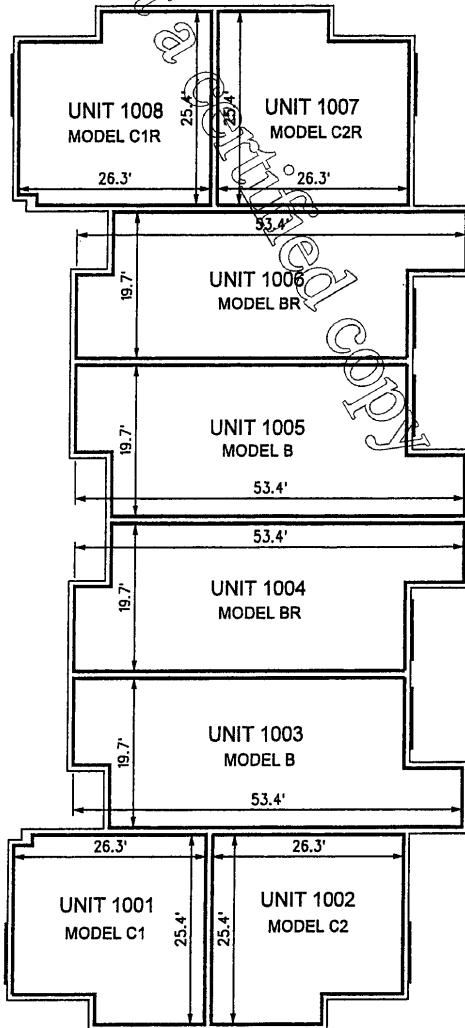 a certified copy
UNIT 1008
MODEL C1R
25.4'
26.3'
UNIT 1007
MODEL C2R
25.4'
26.3'
53.4'
UNIT 1006
MODEL BR
19.7'
UNIT 1005
MODEL B
19.7'
53.4'
53.4'
UNIT 1004
MODEL BR
19.7'
UNIT 1003
MODEL B
19.7'
53.4'
26.3'
UNIT 1001
MODEL C1
25.4'
26.3'
UNIT 1002
MODEL C2
25.4'